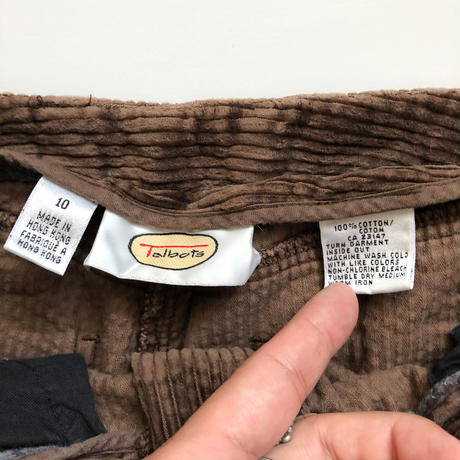 10
MADE IN
HONG KONG
FABRIQUÉ A
HONG KONG
Talbots
100% COTTON/
COTON
CA 23147
TURN GARMENT
INSIDE OUT
MACHINE WASH COLD
WITH LIKE COLORS
NON-CHLORINE BLEACH
TUMBLE DRY MEDIUM
IRON